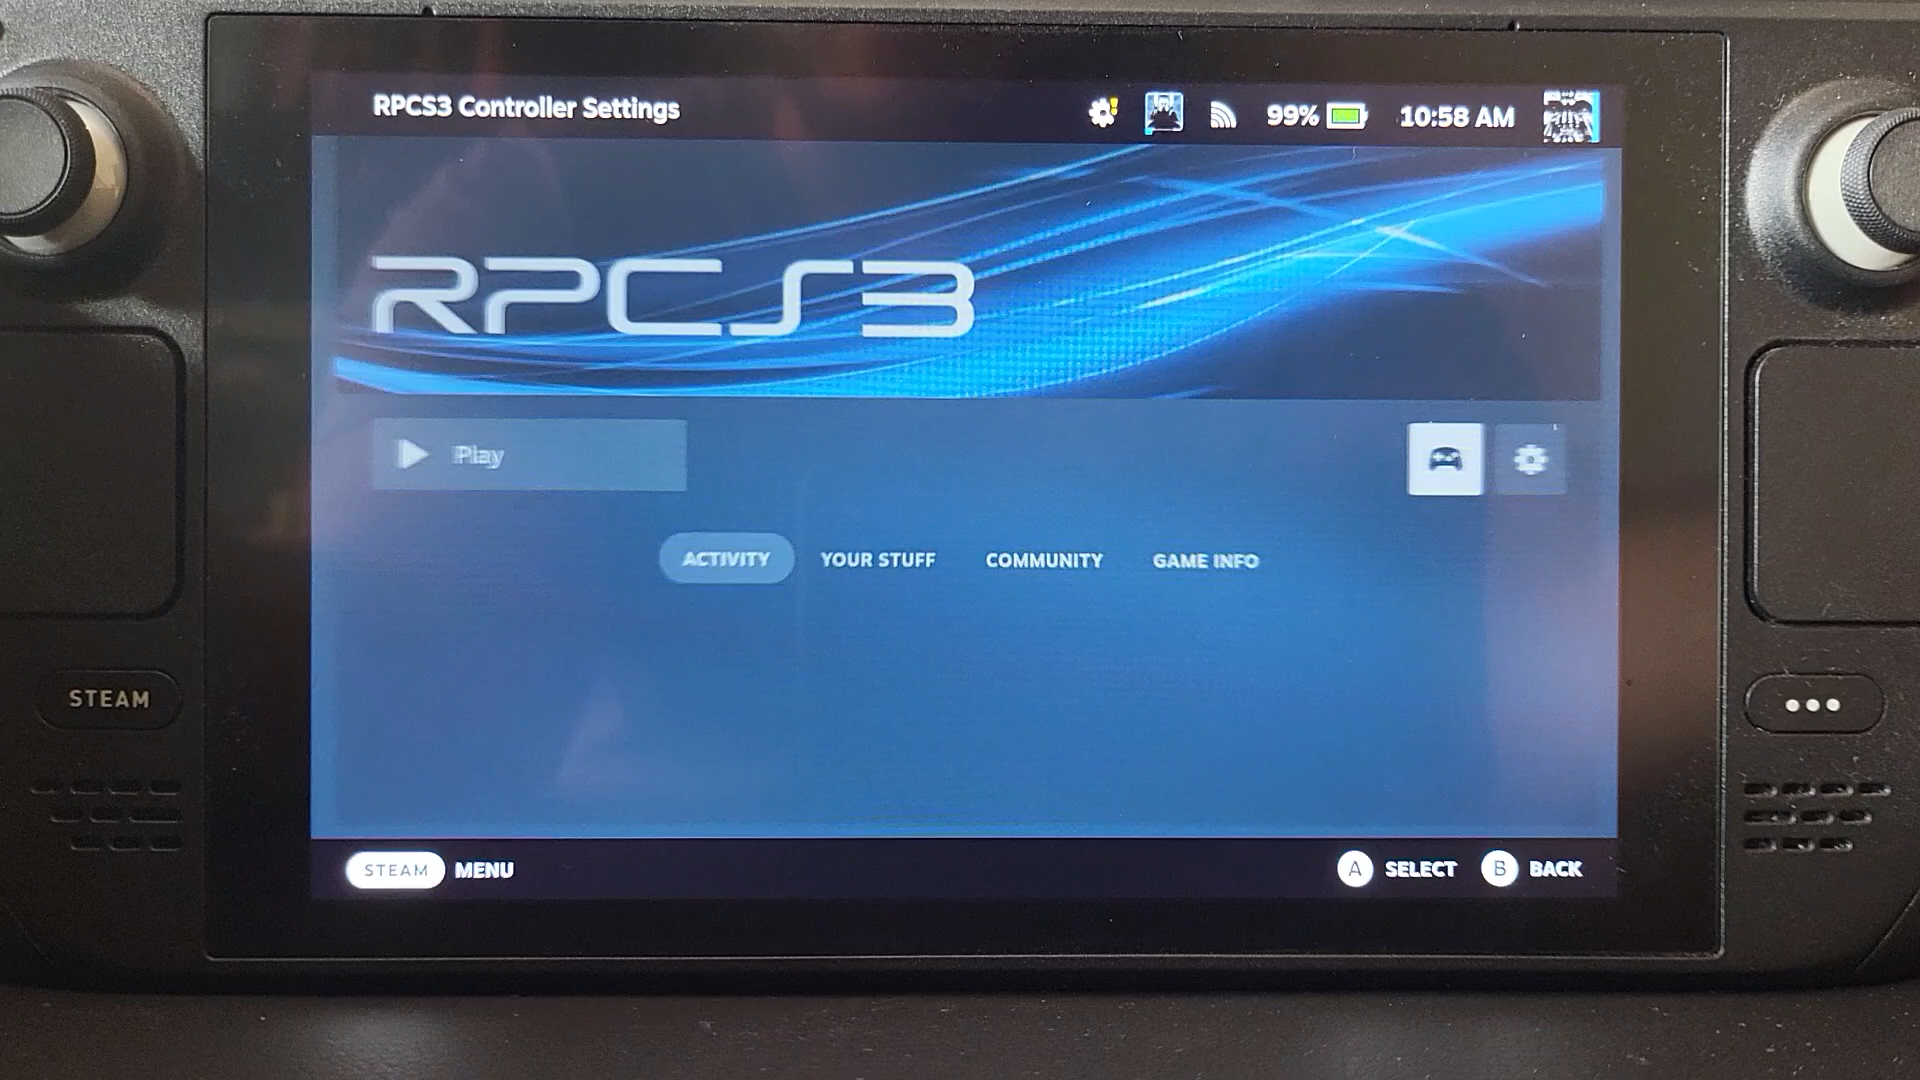 RPCS3 Controller Settings
99%
10:58 AM
RPCS3
Play
ACTIVITY
YOUR STUFF
COMMUNITY
GAME INFO
STEAM
STEAM MENU
A SELECT
B BACK